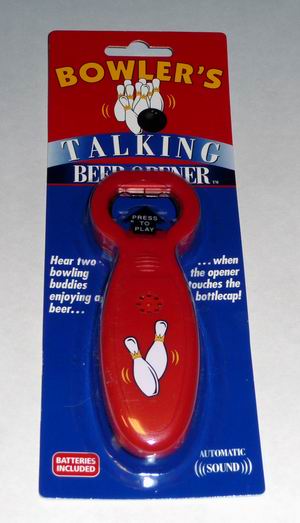 BOWLER'S
TALKING
BEER OPENER™
PRESS
TO
PLAY
Hear two
bowling
buddies
enjoying a
beer...
...when
the opener
touches the
bottlecap!
BATTERIES
INCLUDED
AUTOMATIC
(((SOUND)))